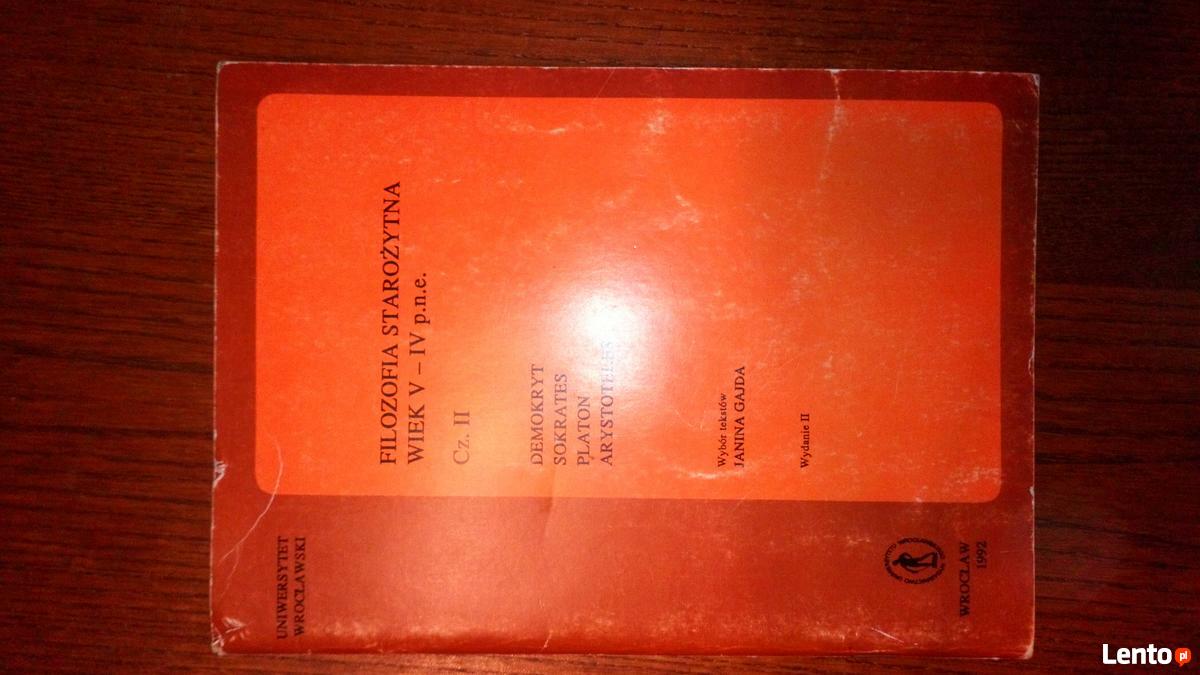 UNIWERSYTET
WROCŁAWSKI
FILOZOFIA STAROŻYTNA
WIEK V – IV p.n.e.
Cz. II
DEMOKRYT
SOKRATES
PLATON
ARYSTOTELES
Wybór tekstów
JANINA GAJDA
Wydanie II
WROCŁAW
1992
Lento.pl